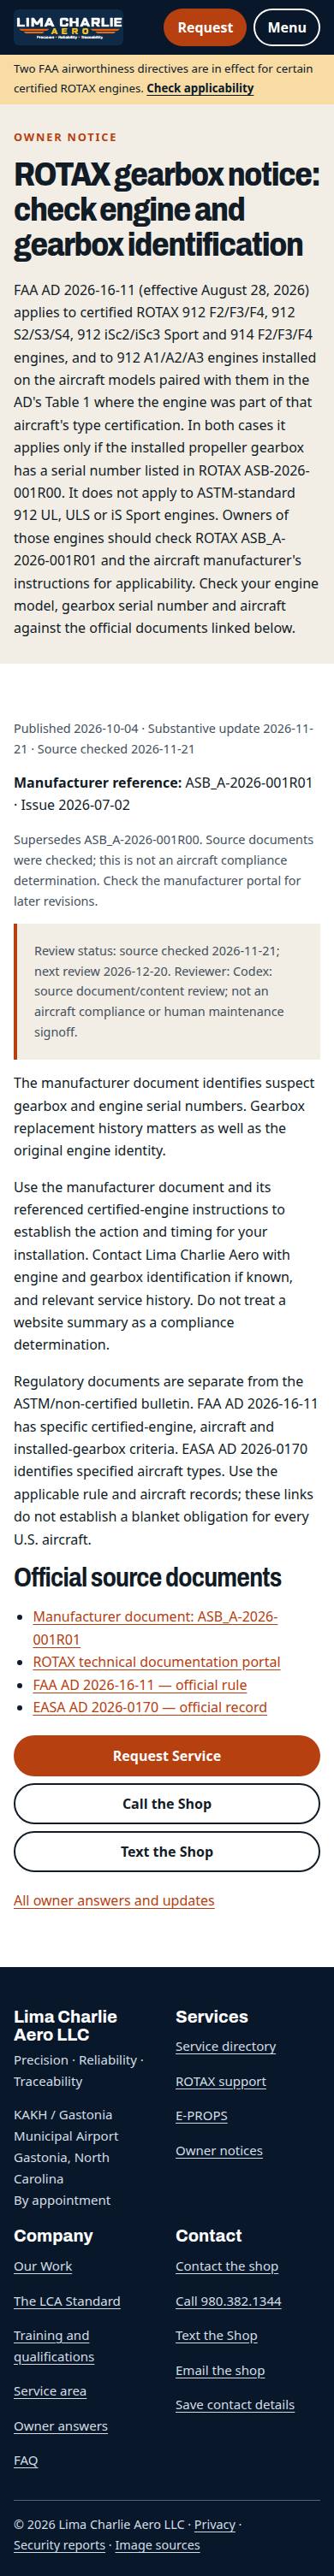 LIMA CHARLIE
AERO
Precision · Reliability · Traceability
Request
Menu
Two FAA airworthiness directives are in effect for certain
certified ROTAX engines. Check applicability
OWNER NOTICE
ROTAX gearbox notice:
check engine and
gearbox identification
FAA AD 2026-16-11 (effective August 28, 2026)
applies to certified ROTAX 912 F2/F3/F4, 912
S2/S3/S4, 912 iSc2/iSc3 Sport and 914 F2/F3/F4
engines, and to 912 A1/A2/A3 engines installed
on the aircraft models paired with them in the
AD's Table 1 where the engine was part of that
aircraft's type certification. In both cases it
applies only if the installed propeller gearbox
has a serial number listed in ROTAX ASB-2026-
001R00. It does not apply to ASTM-standard
912 UL, ULS or iS Sport engines. Owners of
those engines should check ROTAX ASB_A-
2026-001R01 and the aircraft manufacturer's
instructions for applicability. Check your engine
model, gearbox serial number and aircraft
against the official documents linked below.
Published 2026-10-04 · Substantive update 2026-11-
21 · Source checked 2026-11-21
Manufacturer reference: ASB_A-2026-001R01
· Issue 2026-07-02
Supersedes ASB_A-2026-001R00. Source documents
were checked; this is not an aircraft compliance
determination. Check the manufacturer portal for
later revisions.
Review status: source checked 2026-11-21;
next review 2026-12-20. Reviewer: Codex:
source document/content review; not an
aircraft compliance or human maintenance
signoff.
The manufacturer document identifies suspect
gearbox and engine serial numbers. Gearbox
replacement history matters as well as the
original engine identity.
Use the manufacturer document and its
referenced certified-engine instructions to
establish the action and timing for your
installation. Contact Lima Charlie Aero with
engine and gearbox identification if known,
and relevant service history. Do not treat a
website summary as a compliance
determination.
Regulatory documents are separate from the
ASTM/non-certified bulletin. FAA AD 2026-16-11
has specific certified-engine, aircraft and
installed-gearbox criteria. EASA AD 2026-0170
identifies specified aircraft types. Use the
applicable rule and aircraft records; these links
do not establish a blanket obligation for every
U.S. aircraft.
Official source documents
Manufacturer document: ASB_A-2026-
001R01
ROTAX technical documentation portal
FAA AD 2026-16-11 — official rule
EASA AD 2026-0170 — official record
Request Service
Call the Shop
Text the Shop
All owner answers and updates
Lima Charlie
Aero LLC
Precision · Reliability ·
Traceability
KAKH / Gastonia
Municipal Airport
Gastonia, North
Carolina
By appointment
Services
Service directory
ROTAX support
E-PROPS
Owner notices
Company
Our Work
The LCA Standard
Training and
qualifications
Service area
Owner answers
FAQ
Contact
Contact the shop
Call 980.382.1344
Text the Shop
Email the shop
Save contact details
© 2026 Lima Charlie Aero LLC · Privacy ·
Security reports · Image sources